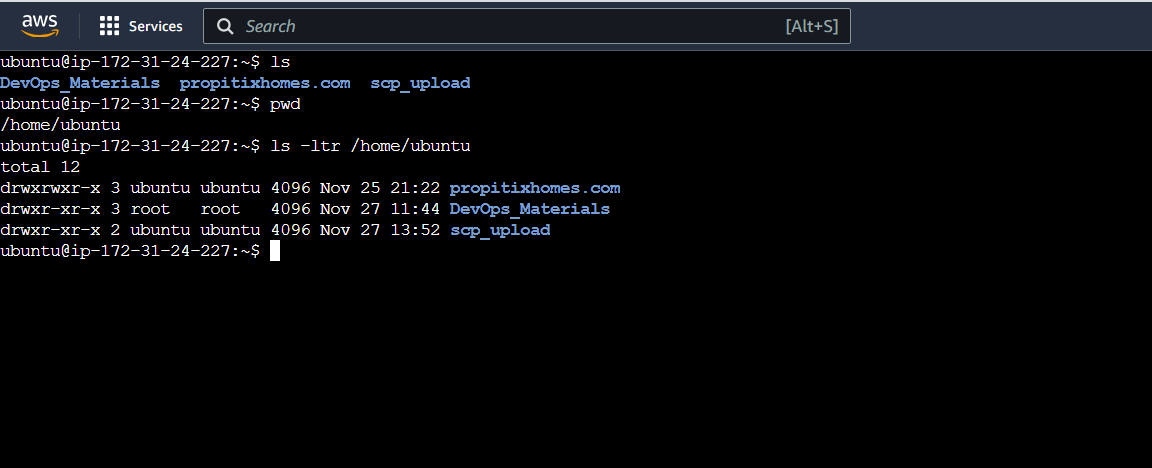 aws Services Search [Alt+S]
ubuntu@ip-172-31-24-227:~$ ls
DevOps_Materials  propitixhomes.com  scp_upload
ubuntu@ip-172-31-24-227:~$ pwd
/home/ubuntu
ubuntu@ip-172-31-24-227:~$ ls -ltr /home/ubuntu
total 12
drwxrwxr-x 3 ubuntu ubuntu 4096 Nov 25 21:22 propitixhomes.com
drwxr-xr-x 3 root   root   4096 Nov 27 11:44 DevOps_Materials
drwxr-xr-x 2 ubuntu ubuntu 4096 Nov 27 13:52 scp_upload
ubuntu@ip-172-31-24-227:~$